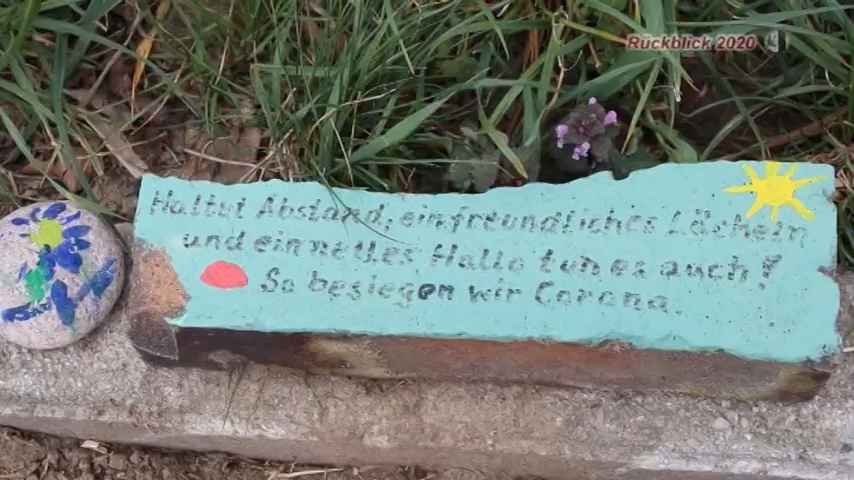 Rückblick 2020
Haltet Abstand, ein freundliches Lächeln
und ein nettes Hallo tun es auch!
So besiegen wir Corona.